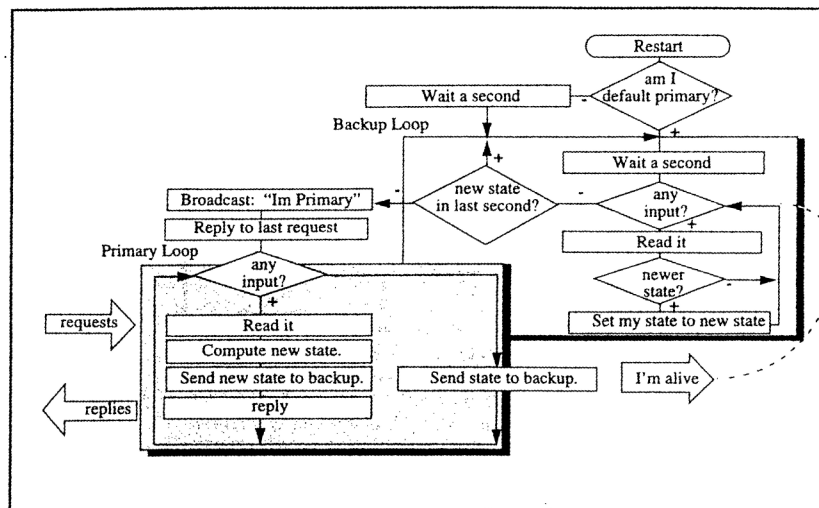 Restart
am I
default primary?
-
+
Wait a second
Backup Loop
+
Wait a second
new state
in last second?
-
-
any
input?
+
Broadcast: "Im Primary"
Reply to last request
Read it
newer
state?
-
+
Set my state to new state
Primary Loop
any
input?
+
requests
Read it
Compute new state.
Send new state to backup.
Send state to backup.
I'm alive
replies
reply